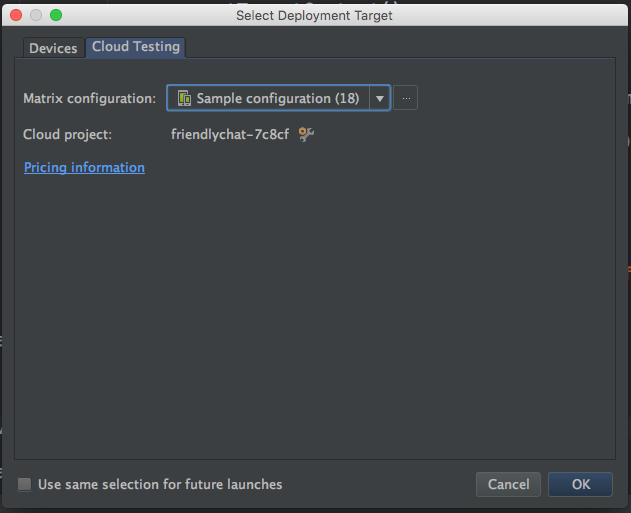 Select Deployment Target
Devices
Cloud Testing
Matrix configuration: Sample configuration (18) ...
Cloud project: friendlychat-7c8cf
Pricing information
Use same selection for future launches
Cancel OK